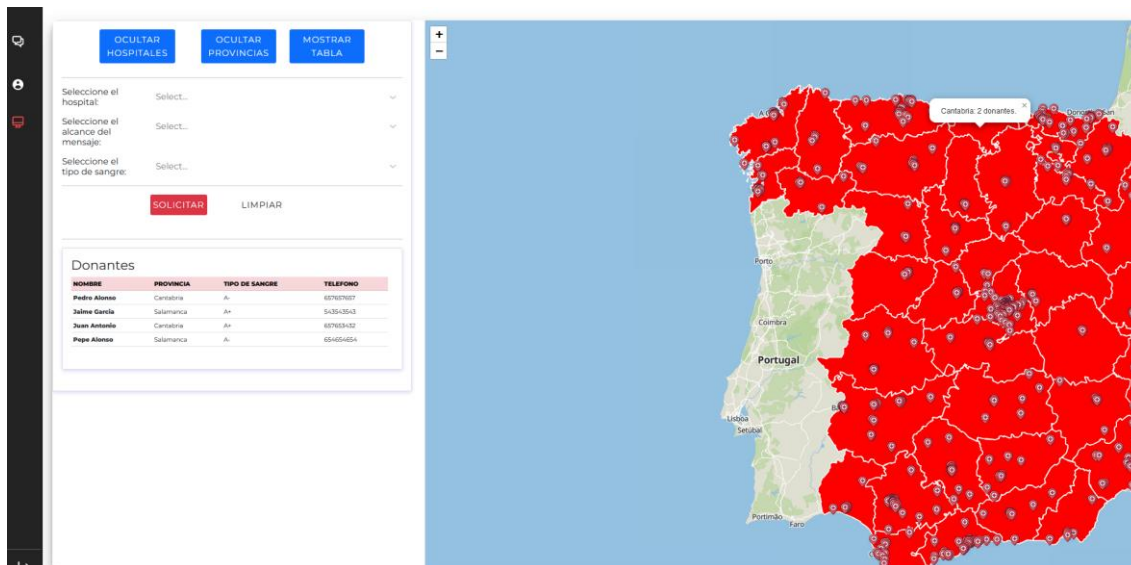 OCULTAR
HOSPITALES
OCULTAR
PROVINCIAS
MOSTRAR
TABLA
Seleccione el
hospital:
Select...
Seleccione el
alcance del
mensaje:
Select...
Seleccione el
tipo de sangre:
Select...
SOLICITAR LIMPIAR
Donantes
NOMBRE PROVINCIA TIPO DE SANGRE TELEFONO
Pedro Alonso Cantabria A- 657657657
Jaime Garcia Salamanca A+ 543543543
Juan Antonio Cantabria A+ 657653432
Pepe Alonso Salamanca A- 654654654
+
−
Cantabria: 2 donantes.
×
Porto
Coimbra
Portugal
Lisboa
Setúbal
Portimão
Faro